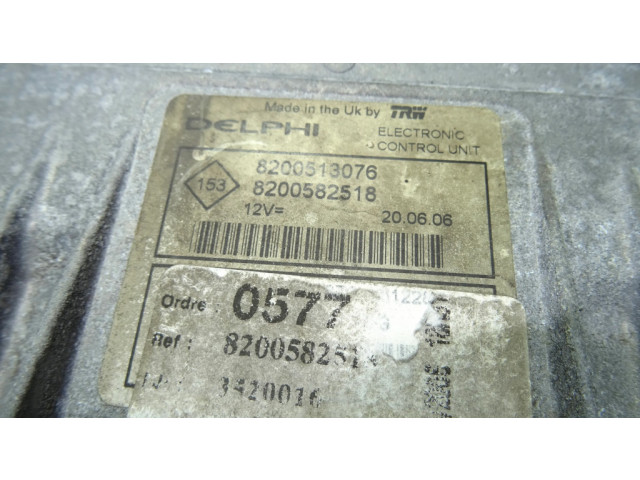 Made in the Uk by TRW
DELPHI
ELECTRONIC
CONTROL UNIT
153
8200513076
8200582518
12V= 20.06.06
Ordre : 0577
Ref :
3420016